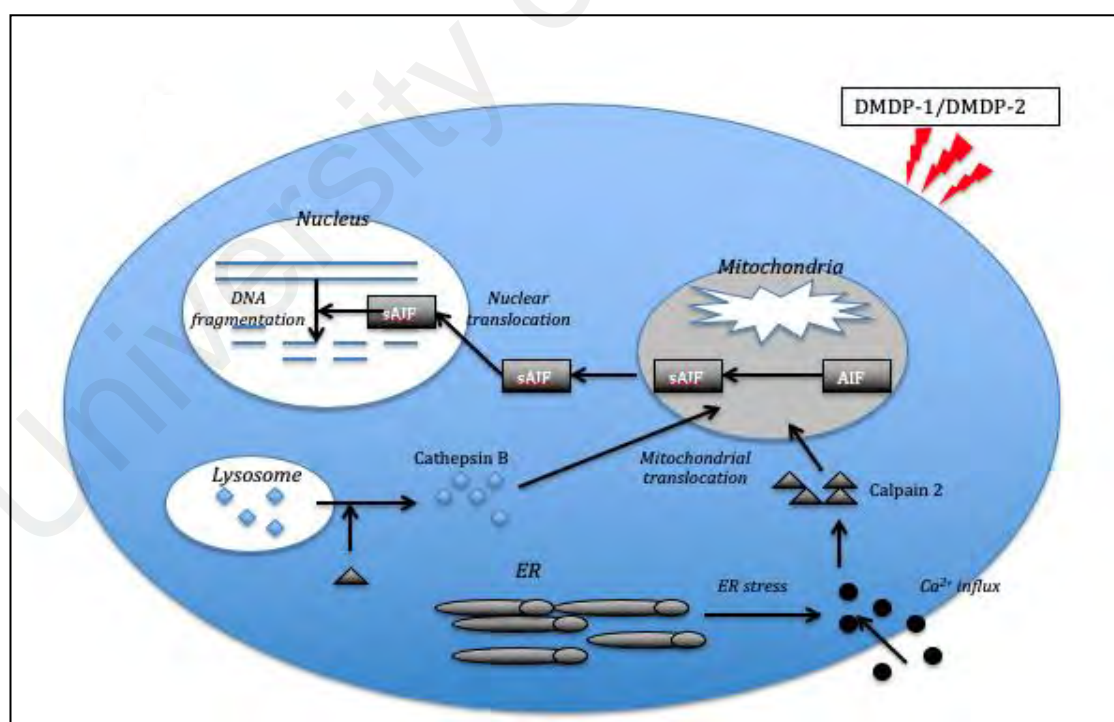 University
DMDP-1/DMDP-2
Nucleus
Mitochondria
DNA
fragmentation
sAIF
Nuclear
translocation
sAIF
sAIF
AIF
Lysosome
Cathepsin B
Mitochondrial
translocation
Calpain 2
ER
ER stress
Ca²⁺ influx